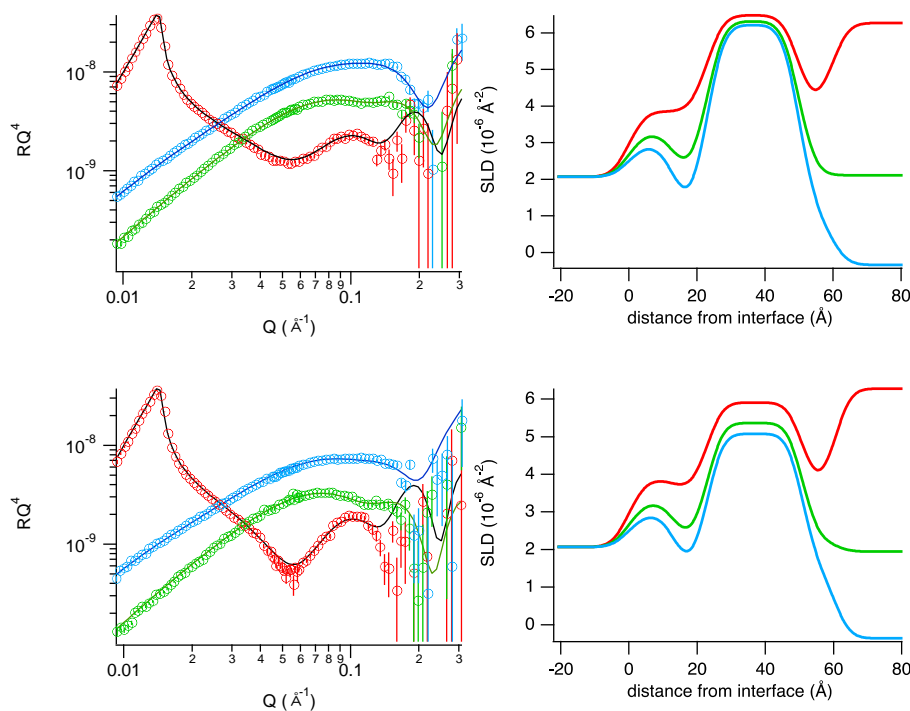 10⁻⁸
10⁻⁹
RQ⁴
0.01 2 3 4 5 6 7 8 9 0.1 2 3
Q (Å⁻¹)
6
5
4
3
2
1
0
SLD (10⁻⁶ Å⁻²)
-20 0 20 40 60 80
distance from interface (Å)
10⁻⁸
10⁻⁹
RQ⁴
0.01 2 3 4 5 6 7 8 9 0.1 2 3
Q (Å⁻¹)
6
5
4
3
2
1
0
SLD (10⁻⁶ Å⁻²)
-20 0 20 40 60 80
distance from interface (Å)